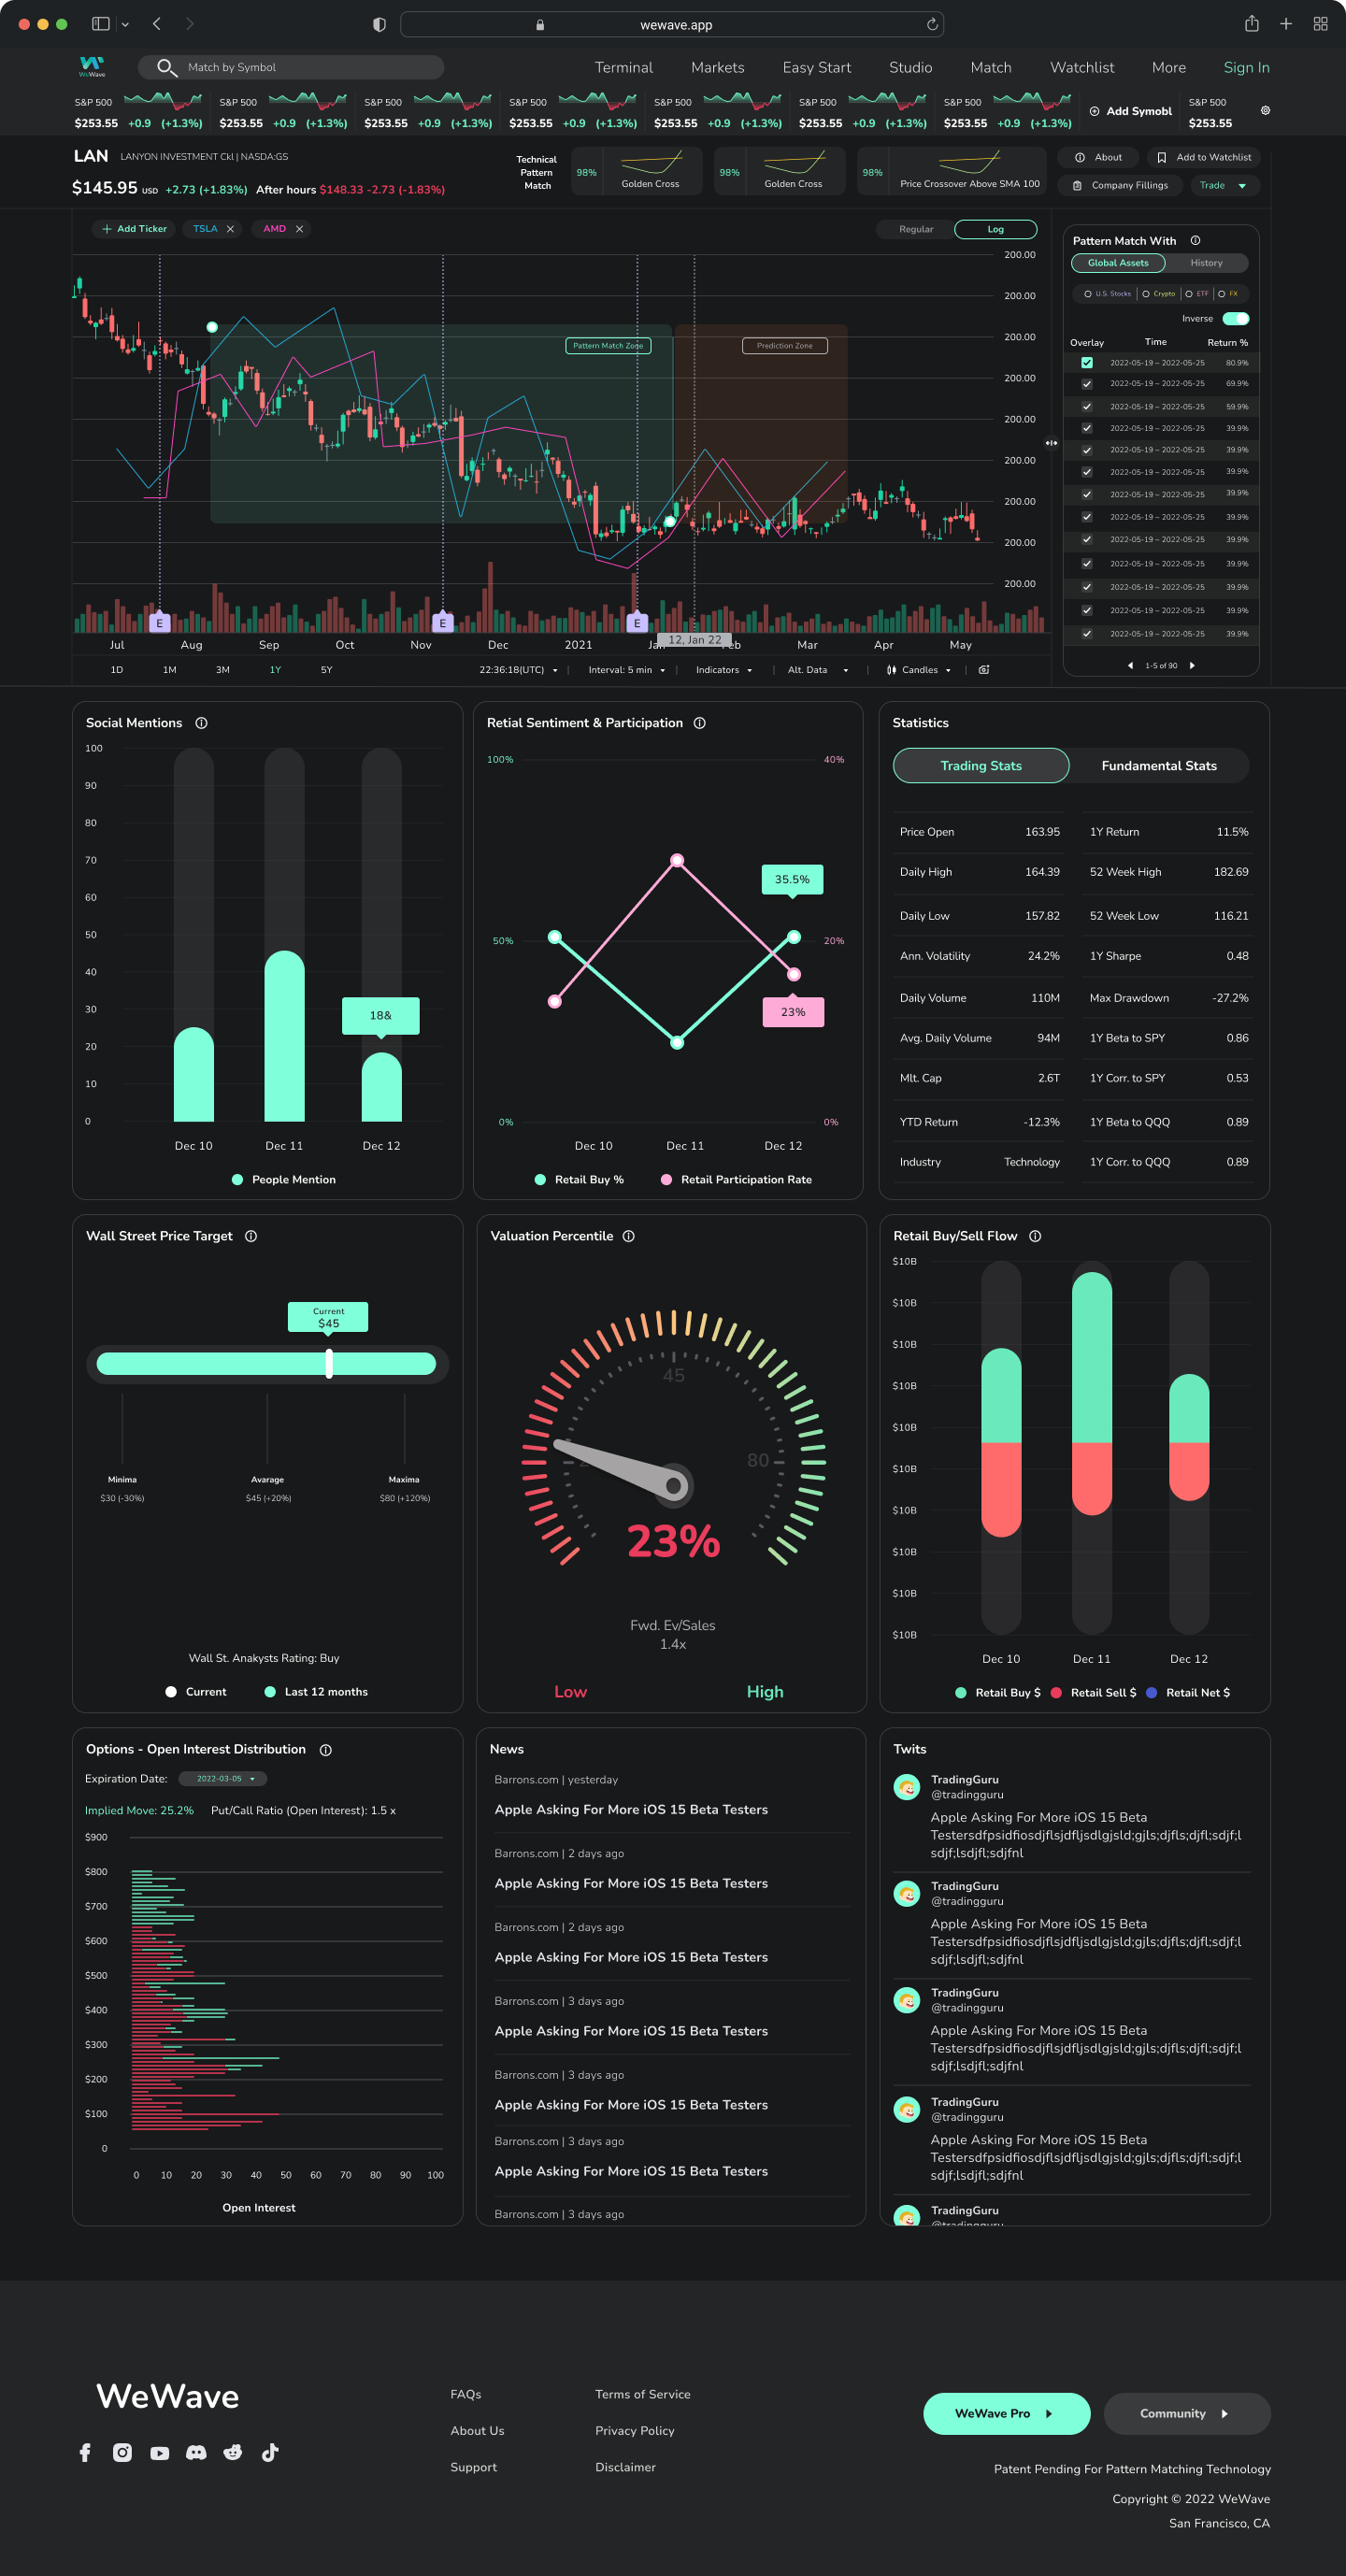 wewave.app
WeWave
Match by Symbol
Terminal
Markets
Easy Start
Studio
Match
Watchlist
More
Sign In
S&P 500
$253.55 +0.9 (+1.3%)
S&P 500
$253.55 +0.9 (+1.3%)
S&P 500
$253.55 +0.9 (+1.3%)
S&P 500
$253.55 +0.9 (+1.3%)
S&P 500
$253.55 +0.9 (+1.3%)
S&P 500
$253.55 +0.9 (+1.3%)
S&P 500
$253.55 +0.9 (+1.3%)
Add Symobl
S&P 500
$253.55
LAN LANYON INVESTMENT Ckl | NASDA:GS
$145.95 USD +2.73 (+1.83%) After hours $148.33 -2.73 (-1.83%)
Technical
Pattern
Match
98%
Golden Cross
98%
Golden Cross
98%
Price Crossover Above SMA 100
About
Add to Watchlist
Company Fillings
Trade
Add Ticker
TSLA
AMD
Regular
Log
200.00
200.00
200.00
200.00
200.00
200.00
200.00
200.00
200.00
Pattern Match Zone
Prediction Zone
E
E
E
Jul
Aug
Sep
Oct
Nov
Dec
2021
Jan
12, Jan 22
Feb
Mar
Apr
May
1D
1M
3M
1Y
5Y
22:36:18(UTC)
Interval: 5 min
Indicators
Alt. Data
Candles
Pattern Match With
Global Assets
History
U.S. Stocks
Crypto
ETF
FX
Inverse
Overlay Time Return %
2022-05-19 – 2022-05-25 80.9%
2022-05-19 – 2022-05-25 69.9%
2022-05-19 – 2022-05-25 59.9%
2022-05-19 – 2022-05-25 39.9%
2022-05-19 – 2022-05-25 39.9%
2022-05-19 – 2022-05-25 39.9%
2022-05-19 – 2022-05-25 39.9%
2022-05-19 – 2022-05-25 39.9%
2022-05-19 – 2022-05-25 39.9%
2022-05-19 – 2022-05-25 39.9%
2022-05-19 – 2022-05-25 39.9%
2022-05-19 – 2022-05-25 39.9%
2022-05-19 – 2022-05-25 39.9%
1-5 of 90
Social Mentions
100
90
80
70
60
50
40
30
20
10
0
18&
Dec 10
Dec 11
Dec 12
People Mention
Retial Sentiment & Participation
100%
50%
0%
40%
20%
0%
35.5%
23%
Dec 10
Dec 11
Dec 12
Retail Buy %
Retail Participation Rate
Statistics
Trading Stats
Fundamental Stats
Price Open 163.95
1Y Return 11.5%
Daily High 164.39
52 Week High 182.69
Daily Low 157.82
52 Week Low 116.21
Ann. Volatility 24.2%
1Y Sharpe 0.48
Daily Volume 110M
Max Drawdown -27.2%
Avg. Daily Volume 94M
1Y Beta to SPY 0.86
Mlt. Cap 2.6T
1Y Corr. to SPY 0.53
YTD Return -12.3%
1Y Beta to QQQ 0.89
Industry Technology
1Y Corr. to QQQ 0.89
Wall Street Price Target
Current
$45
Minima
$30 (-30%)
Avarage
$45 (+20%)
Maxima
$80 (+120%)
Wall St. Anakysts Rating: Buy
Current
Last 12 months
Valuation Percentile
45
80
23%
Fwd. Ev/Sales
1.4x
Low
High
Retail Buy/Sell Flow
$10B
$10B
$10B
$10B
$10B
$10B
$10B
$10B
$10B
$10B
Dec 10
Dec 11
Dec 12
Retail Buy $
Retail Sell $
Retail Net $
Options - Open Interest Distribution
Expiration Date: 2022-03-05
Implied Move: 25.2% Put/Call Ratio (Open Interest): 1.5 x
$900
$800
$700
$600
$500
$400
$300
$200
$100
0
0 10 20 30 40 50 60 70 80 90 100
Open Interest
News
Barrons.com | yesterday
Apple Asking For More iOS 15 Beta Testers
Barrons.com | 2 days ago
Apple Asking For More iOS 15 Beta Testers
Barrons.com | 2 days ago
Apple Asking For More iOS 15 Beta Testers
Barrons.com | 3 days ago
Apple Asking For More iOS 15 Beta Testers
Barrons.com | 3 days ago
Apple Asking For More iOS 15 Beta Testers
Barrons.com | 3 days ago
Apple Asking For More iOS 15 Beta Testers
Barrons.com | 3 days ago
Twits
TradingGuru
@tradingguru
Apple Asking For More iOS 15 Beta
Testersdfpsidfiosdjflsjdfljsdlgjsld;gjls;djfls;djfl;sdjf;l
sdjf;lsdjfl;sdjfnl
TradingGuru
@tradingguru
Apple Asking For More iOS 15 Beta
Testersdfpsidfiosdjflsjdfljsdlgjsld;gjls;djfls;djfl;sdjf;l
sdjf;lsdjfl;sdjfnl
TradingGuru
@tradingguru
Apple Asking For More iOS 15 Beta
Testersdfpsidfiosdjflsjdfljsdlgjsld;gjls;djfls;djfl;sdjf;l
sdjf;lsdjfl;sdjfnl
TradingGuru
@tradingguru
Apple Asking For More iOS 15 Beta
Testersdfpsidfiosdjflsjdfljsdlgjsld;gjls;djfls;djfl;sdjf;l
sdjf;lsdjfl;sdjfnl
TradingGuru
@tradingguru
WeWave
FAQs
About Us
Support
Terms of Service
Privacy Policy
Disclaimer
WeWave Pro
Community
Patent Pending For Pattern Matching Technology
Copyright © 2022 WeWave
San Francisco, CA